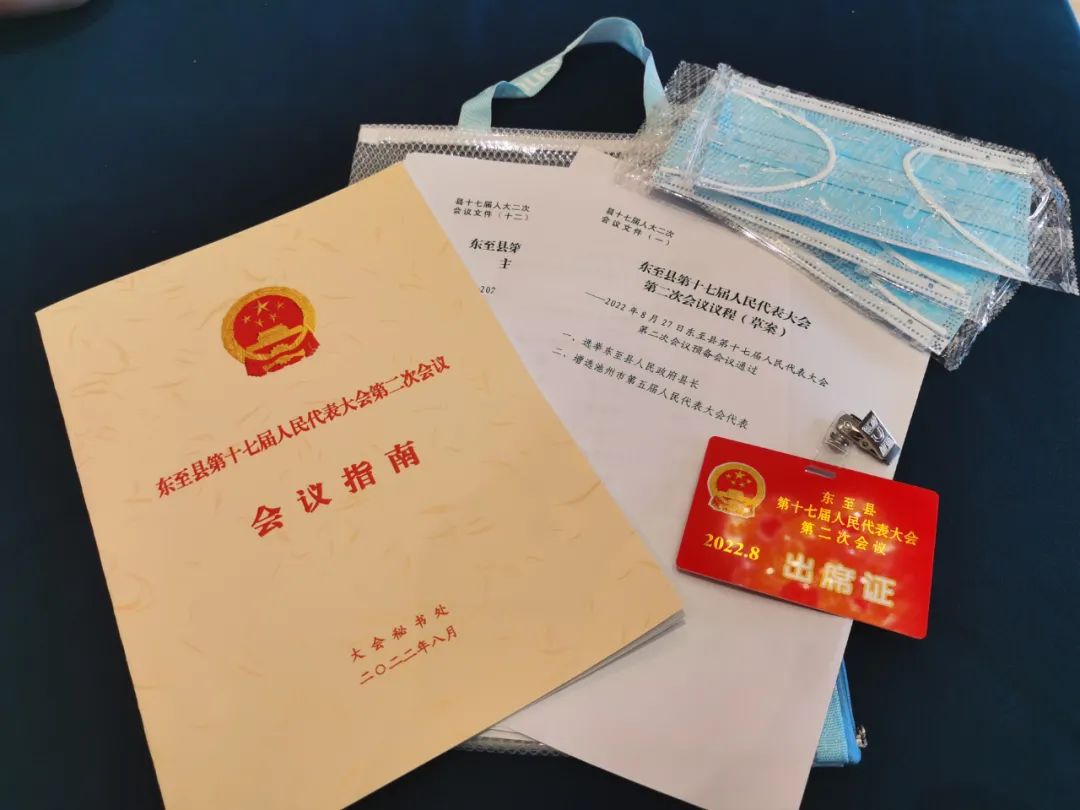 东至县第十七届人民代表大会第二次会议
会议指南
大会秘书处
二〇二二年八月
县十七届人大二次
会议文件(十二)
东至县第
主
县十七届人大二次
会议文件(一)
东至县第十七届人民代表大会
第二次会议议程(草案)
——2022年8月27日东至县第十七届人民代表大会
第二次会议预备会议通过
一、选举东至县人民政府县长
二、增选池州市第五届人民代表大会代表
东至县
第十七届人民代表大会
第二次会议
2022.8
出席证